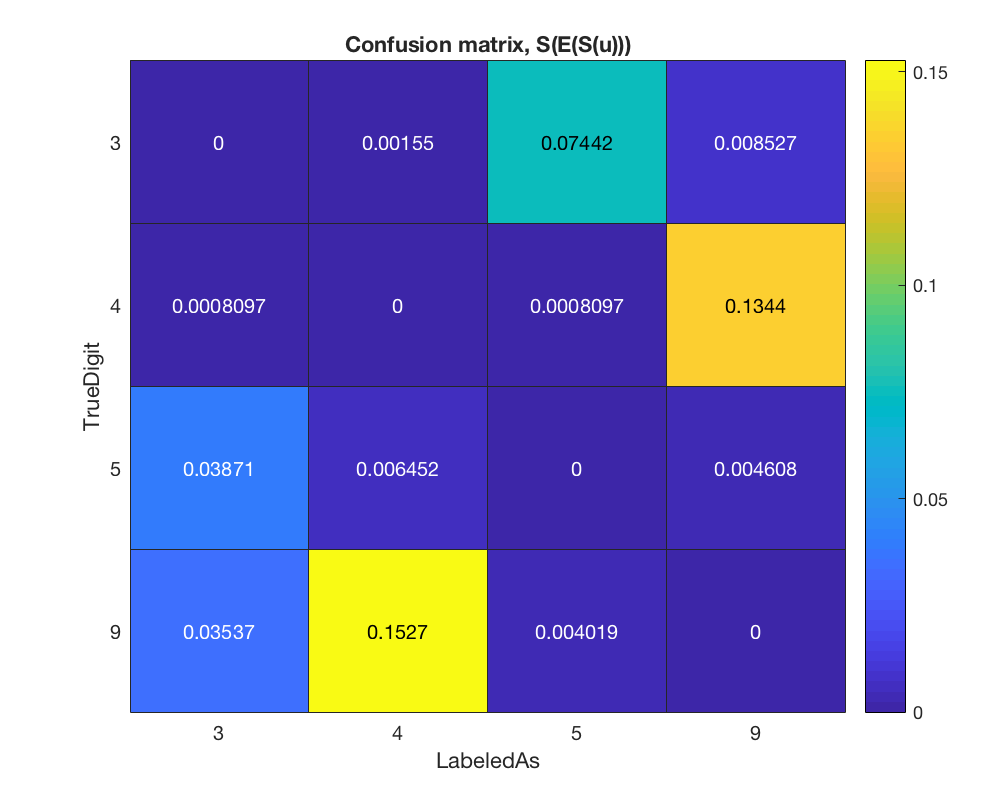 Confusion matrix, S(E(S(u)))
0.15
3 0 0.00155 0.07442 0.008527
0.1
4 0.0008097 0 0.0008097 0.1344
TrueDigit
5 0.03871 0.006452 0 0.004608
0.05
9 0.03537 0.1527 0.004019 0
0
3 4 5 9
LabeledAs